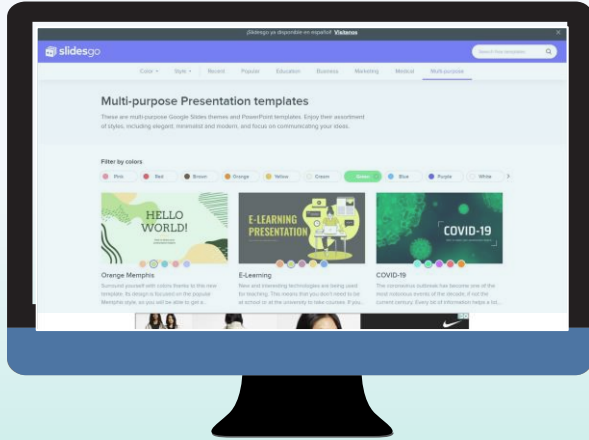 ¡Slidesgo ya disponible en español! Visítanos
slidesgo
Search free templates
Color Style Recent Popular Education Business Marketing Medical Multi-purpose
Multi-purpose Presentation templates
These are multi-purpose Google Slides themes and PowerPoint templates. Enjoy their assortment
of styles, including elegant, minimalist and modern, and focus on communicating your ideas.
Filter by colors
Pink Red Brown Orange Yellow Cream Green Blue Purple White
HELLO
WORLD!
E-LEARNING
PRESENTATION
COVID-19
Orange Memphis
E-Learning
COVID-19
Surround yourself with colors thanks to this new
template. Its design is focused on the popular
Memphis style, so you will be able to get a...
New and interesting technologies are being used
for teaching. This means that you don't need to be
at school or at the university to take courses. If you...
The coronavirus outbreak has become one of the
most notorious events of the decade, if not the
current century. Every bit of information helps a lot...